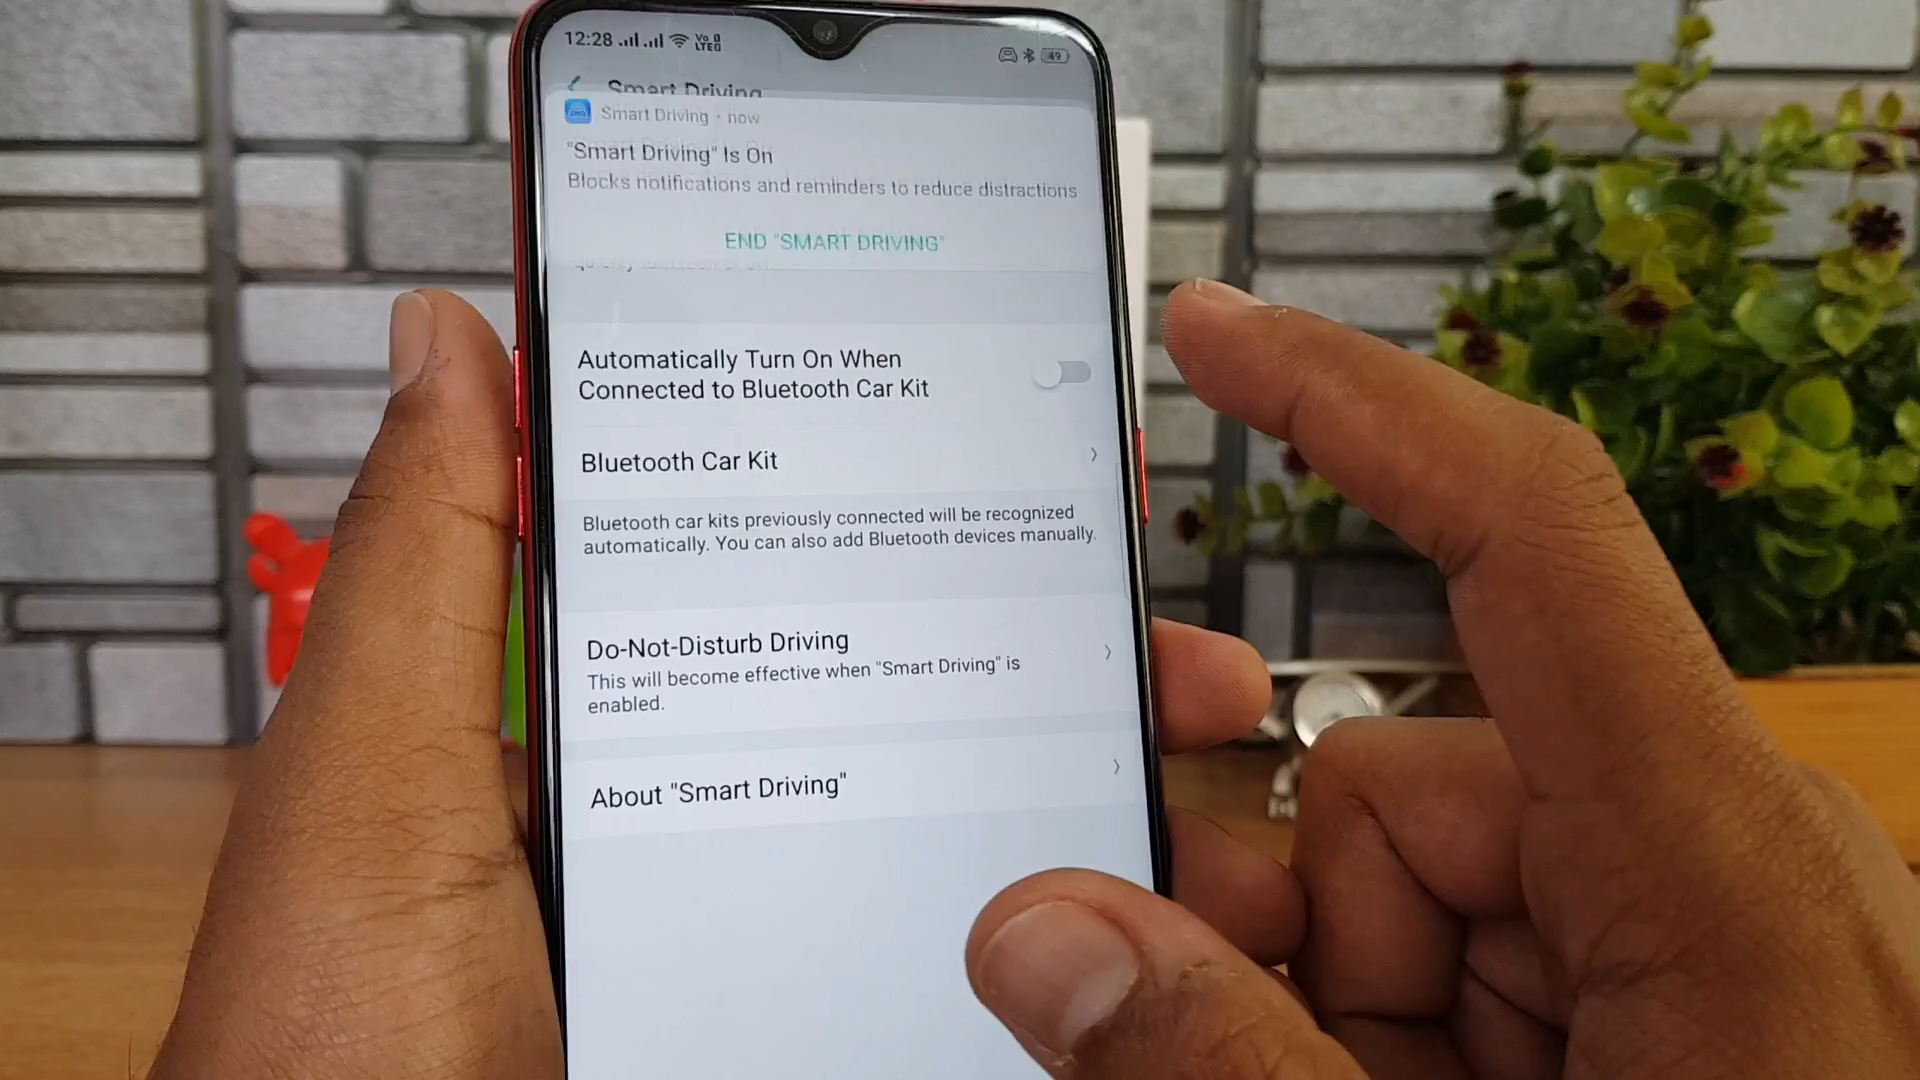 12:28 Vo LTE 49
Smart Driving
Smart Driving · now
"Smart Driving" Is On
Blocks notifications and reminders to reduce distractions
END "SMART DRIVING"
Automatically Turn On When
Connected to Bluetooth Car Kit
Bluetooth Car Kit
Bluetooth car kits previously connected will be recognized
automatically. You can also add Bluetooth devices manually.
Do-Not-Disturb Driving
This will become effective when "Smart Driving" is
enabled.
About "Smart Driving"